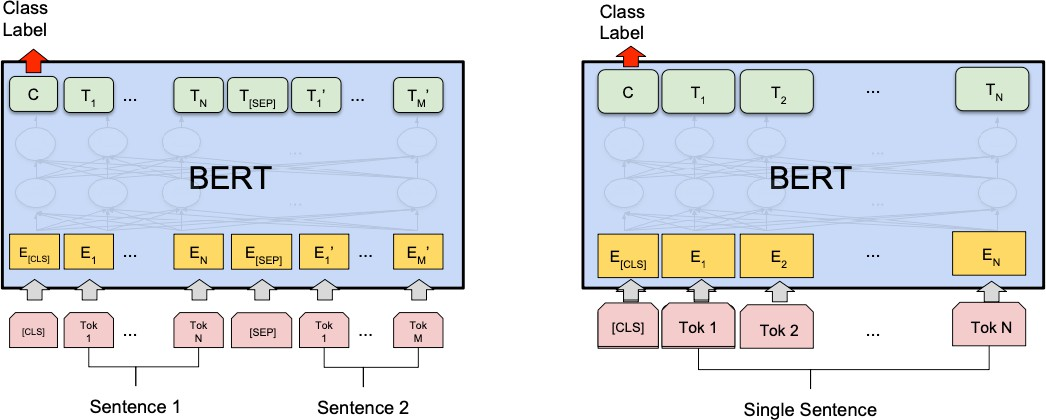 Class
Label
C T1 ... TN T[SEP] T1' ... TM'
BERT
E[CLS] E1 ... EN E[SEP] E1' ... EM'
[CLS] Tok 1 ... Tok N [SEP] Tok 1 ... Tok M
Sentence 1 Sentence 2
Class
Label
C T1 T2 ... TN
BERT
E[CLS] E1 E2 ... EN
[CLS] Tok 1 Tok 2 ... Tok N
Single Sentence